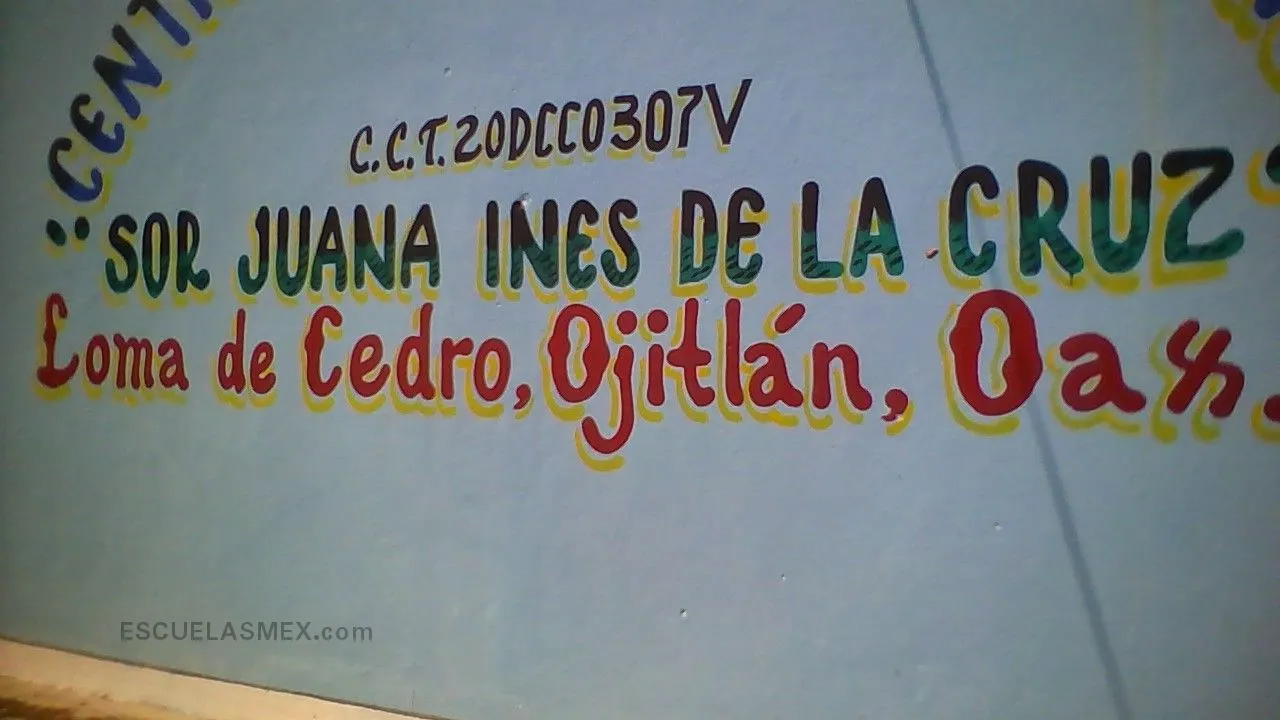 C.C.T.20DCC0307V
"SOR JUANA INES DE LA CRUZ"
Loma de Cedro, Ojitlán, Oax.
ESCUELASMEX.com